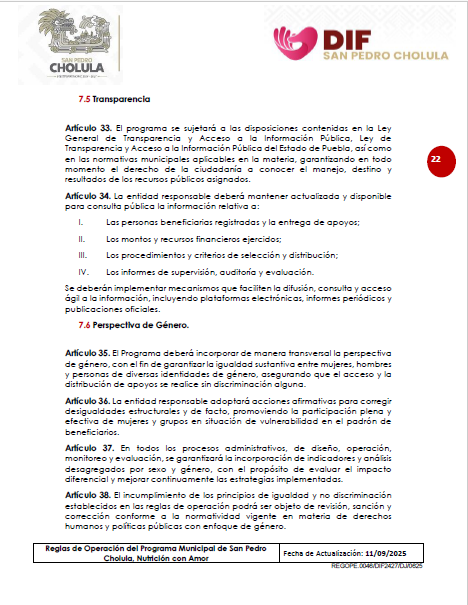 SAN PEDRO
CHOLULA
DIF
SAN PEDRO CHOLULA
7.5 Transparencia
Artículo 33. El programa se sujetará a las disposiciones contenidas en la Ley
General de Transparencia y Acceso a la Información Pública, Ley de
Transparencia y Acceso a la Información Pública del Estado de Puebla, así como
en las normativas municipales aplicables en la materia, garantizando en todo
momento el derecho de la ciudadanía a conocer el manejo, destino y
resultados de los recursos públicos asignados.
22
Artículo 34. La entidad responsable deberá mantener actualizada y disponible
para consulta pública la información relativa a:
I. Las personas beneficiarias registradas y la entrega de apoyos;
II. Los montos y recursos financieros ejercidos;
III. Los procedimientos y criterios de selección y distribución;
IV. Los informes de supervisión, auditoría y evaluación.
Se deberán implementar mecanismos que faciliten la difusión, consulta y acceso
ágil a la información, incluyendo plataformas electrónicas, informes periódicos y
publicaciones oficiales.
7.6 Perspectiva de Género.
Artículo 35. El Programa deberá incorporar de manera transversal la perspectiva
de género, con el fin de garantizar la igualdad sustantiva entre mujeres, hombres
y personas de diversas identidades de género, asegurando que el acceso y la
distribución de apoyos se realice sin discriminación alguna.
Artículo 36. La entidad responsable adoptará acciones afirmativas para corregir
desigualdades estructurales y de facto, promoviendo la participación plena y
efectiva de mujeres y grupos en situación de vulnerabilidad en el padrón de
beneficiarios.
Artículo 37. En todos los procesos administrativos, de diseño, operación,
monitoreo y evaluación, se garantizará la incorporación de indicadores y análisis
desagregados por sexo y género, con el propósito de evaluar el impacto
diferencial y mejorar continuamente las estrategias implementadas.
Artículo 38. El incumplimiento de los principios de igualdad y no discriminación
establecidos en las reglas de operación podrá ser objeto de revisión, sanción y
corrección conforme a la normatividad vigente en materia de derechos
humanos y políticas públicas con enfoque de género.
Reglas de Operación del Programa Municipal de San Pedro
Cholula, Nutrición con Amor
Fecha de Actualización: 11/09/2025
REGOPE.0046/DIF2427/DJ/0625